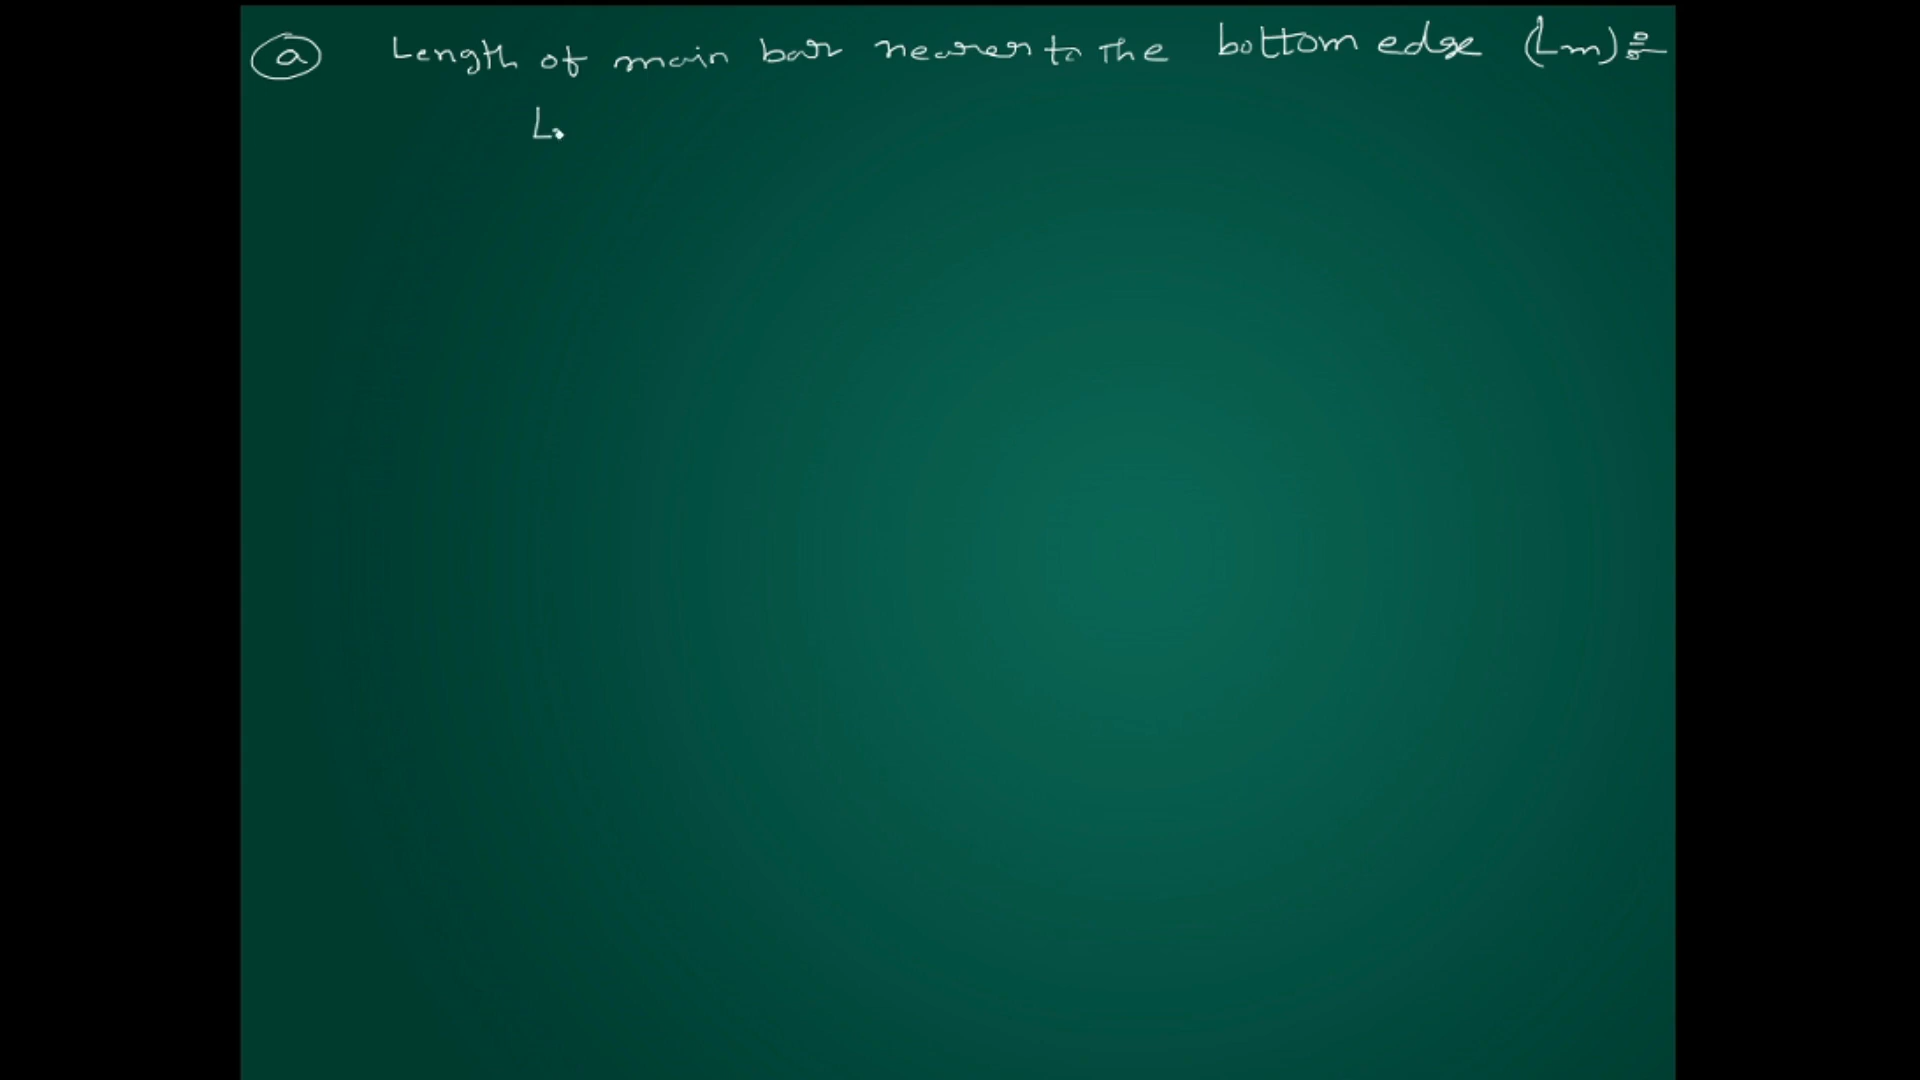 (a) Length of main bar nearer to The bottom edge (Lm):-
L